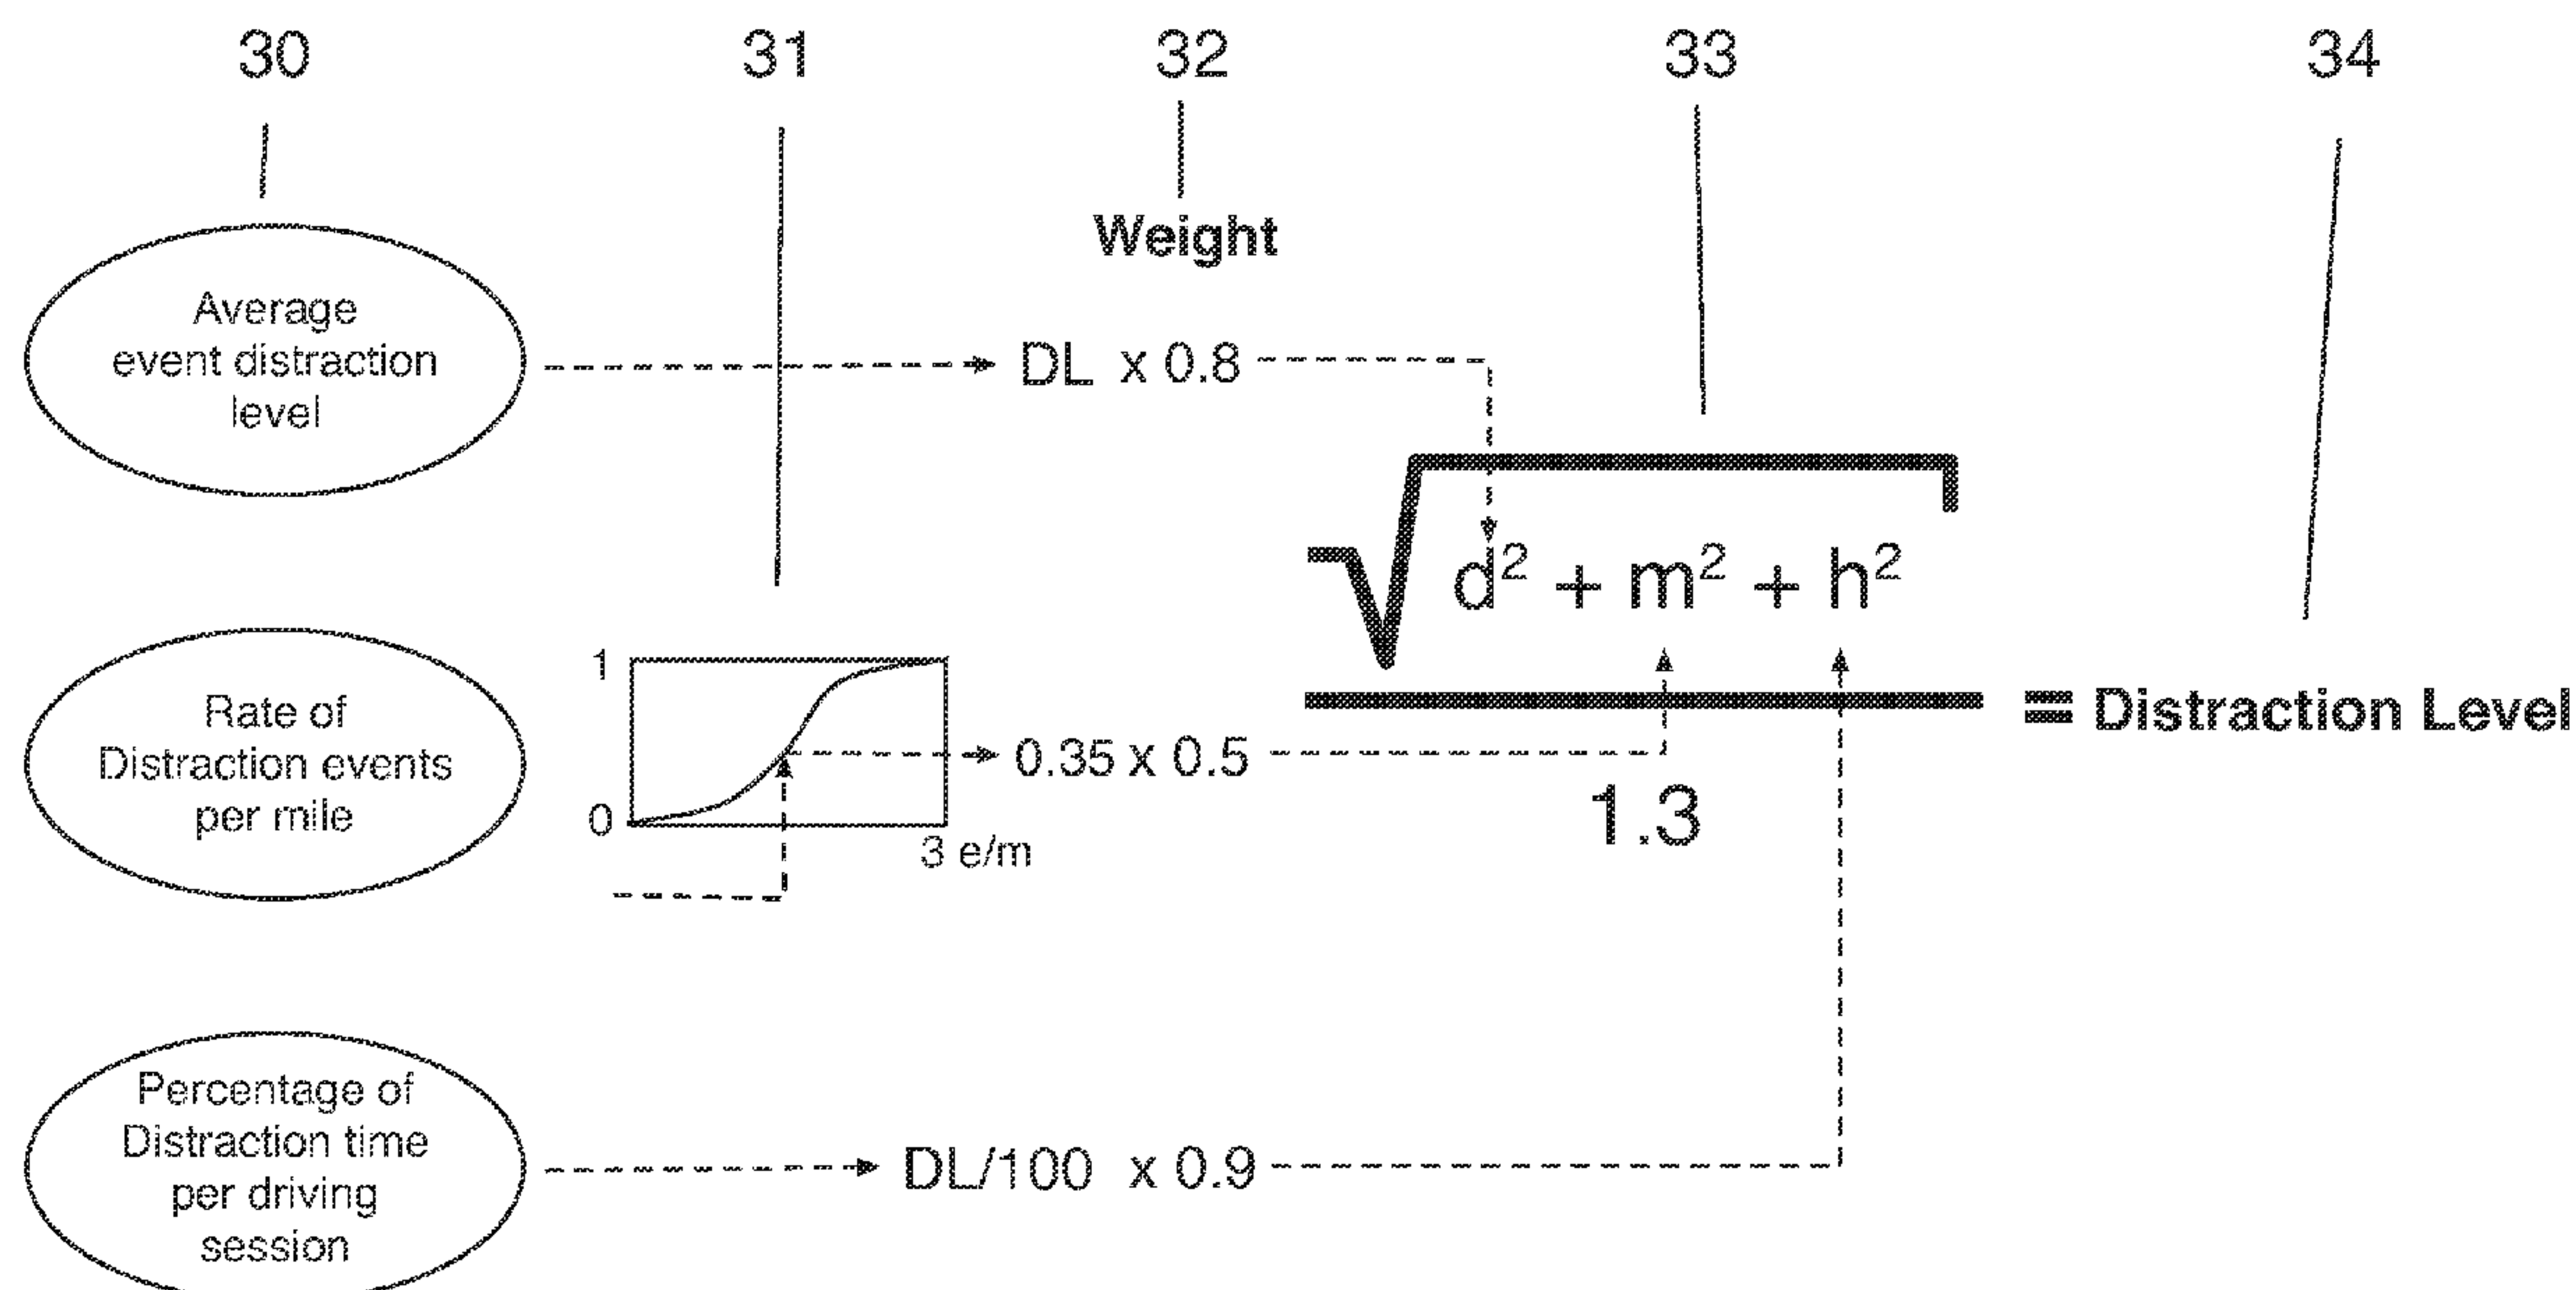 30
31
32
33
34
Weight
Average
event distraction
level
DL x 0.8
d² + m² + h²
1.3
= Distraction Level
Rate of
Distraction events
per mile
1
0
3 e/m
0.35 x 0.5
Percentage of
Distraction time
per driving
session
DL/100 x 0.9